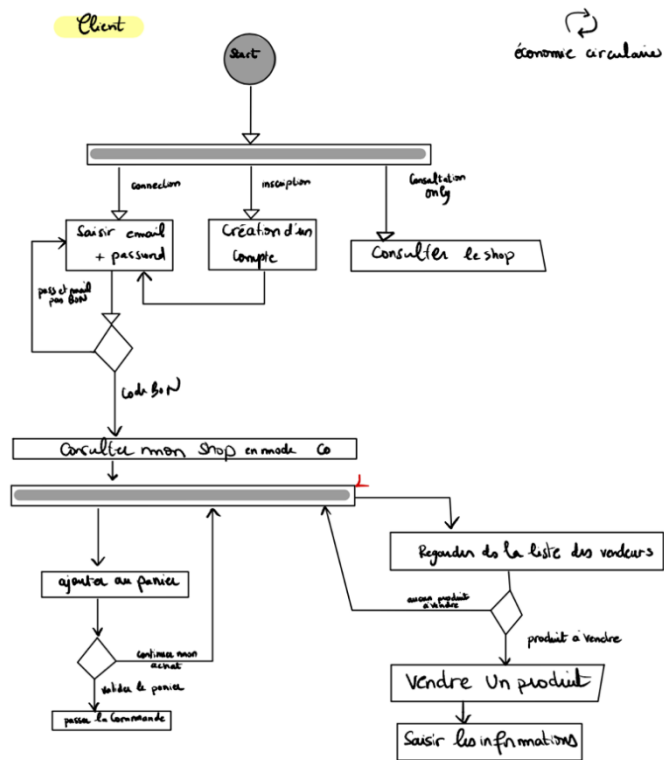 Client
économie circulaire
Start
connection
inscription
Consultation
only
Saisir email
+ password
Création d'un
Compte
Consulter le shop
pass et mail
pas BON
Code BON
Consulter mon shop en mode co
Regarder ds la liste des vendeurs
ajouter au panier
aucun produit
à vendre
continuer mon
achat
produit à vendre
valider le panier
Vendre un produit
passer la Commande
Saisir les informations